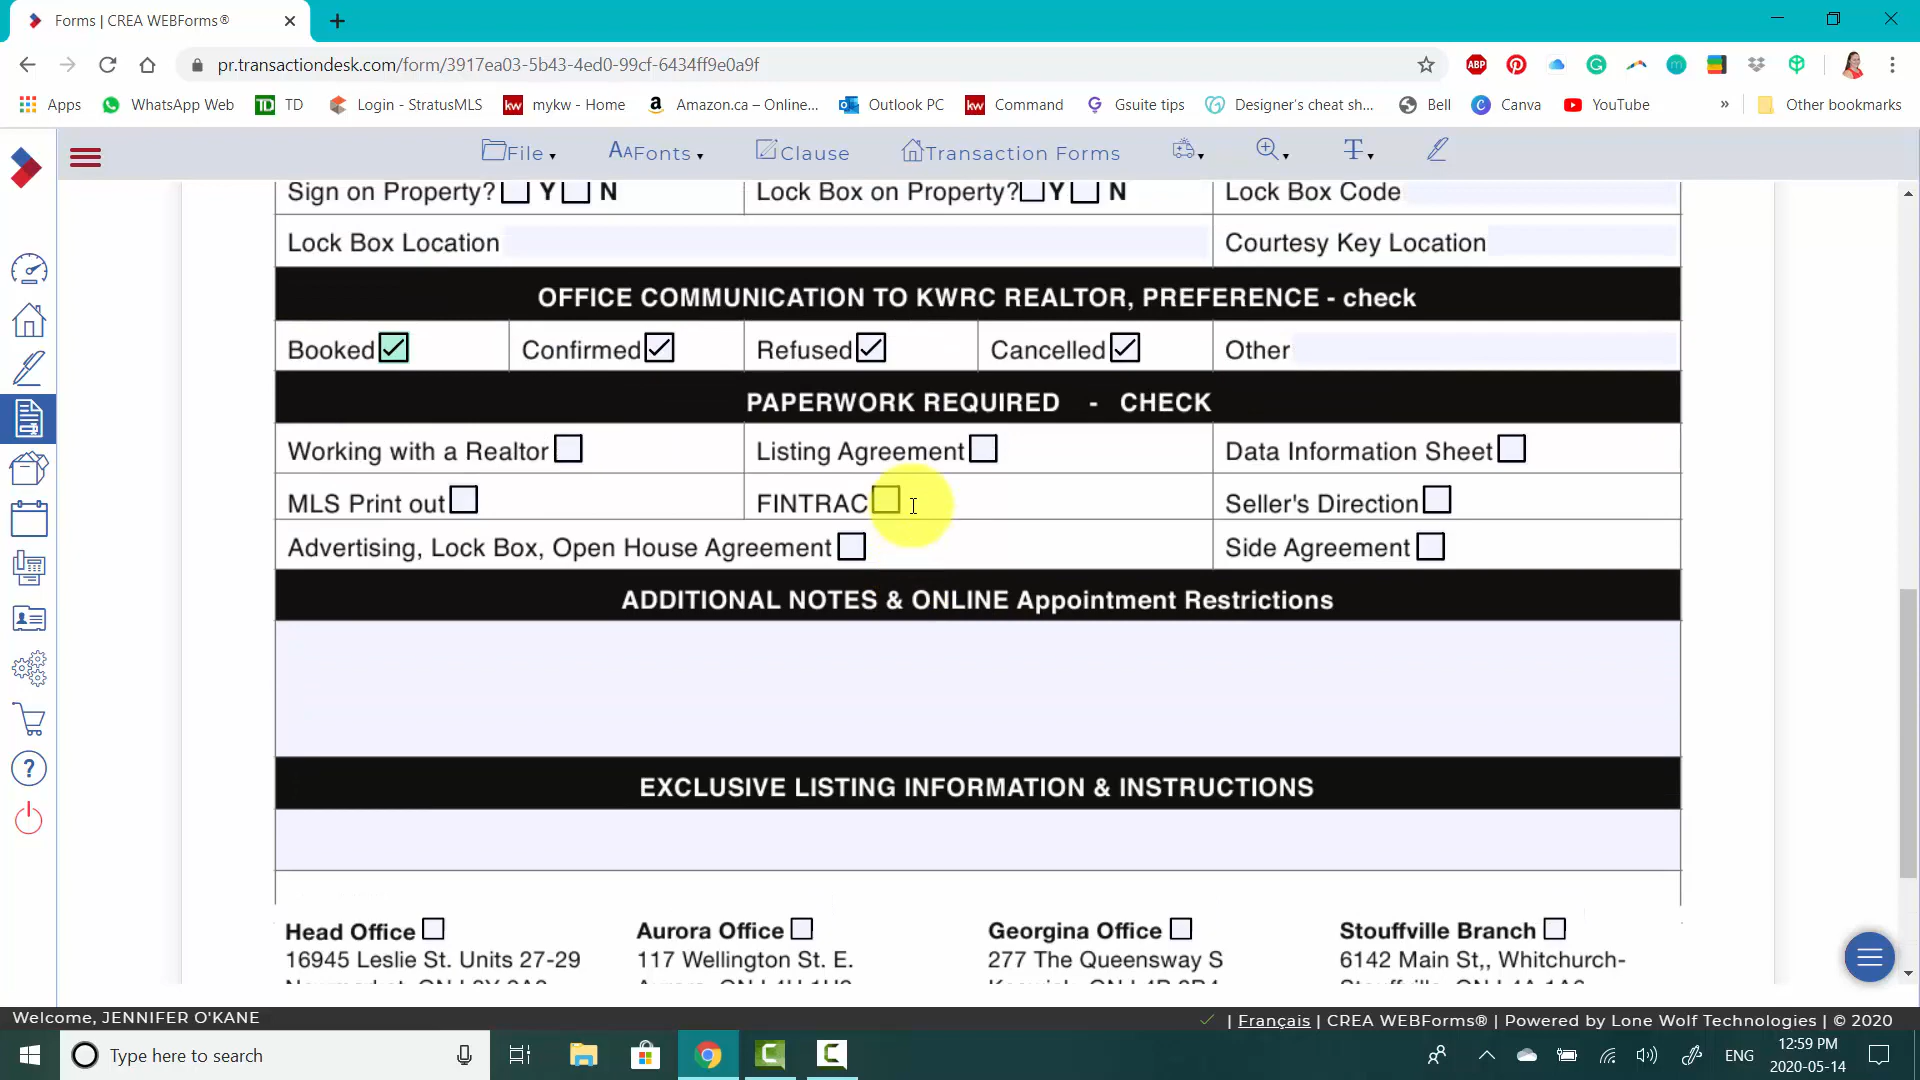 Forms | CREA WEBForms®
pr.transactiondesk.com/form/3917ea03-5b43-4ed0-99cf-6434ff9e0a9f
ABP
Apps WhatsApp Web TD TD Login - StratusMLS kw mykw - Home Amazon.ca – Online... Outlook PC kw Command Gsuite tips Designer's cheat sh... Bell Canva YouTube » Other bookmarks
File AAFonts Clause Transaction Forms T
Sign on Property? Y N Lock Box on Property? Y N Lock Box Code
Lock Box Location Courtesy Key Location
OFFICE COMMUNICATION TO KWRC REALTOR, PREFERENCE - check
Booked Confirmed Refused Cancelled Other
PAPERWORK REQUIRED - CHECK
Working with a Realtor Listing Agreement Data Information Sheet
MLS Print out FINTRAC Seller's Direction
Advertising, Lock Box, Open House Agreement Side Agreement
ADDITIONAL NOTES & ONLINE Appointment Restrictions
EXCLUSIVE LISTING INFORMATION & INSTRUCTIONS
Head Office Aurora Office Georgina Office Stouffville Branch
16945 Leslie St. Units 27-29 117 Wellington St. E. 277 The Queensway S 6142 Main St,, Whitchurch-
Welcome, JENNIFER O'KANE | Français | CREA WEBForms® | Powered by Lone Wolf Technologies | © 2020
Type here to search ENG 12:59 PM
2020-05-14